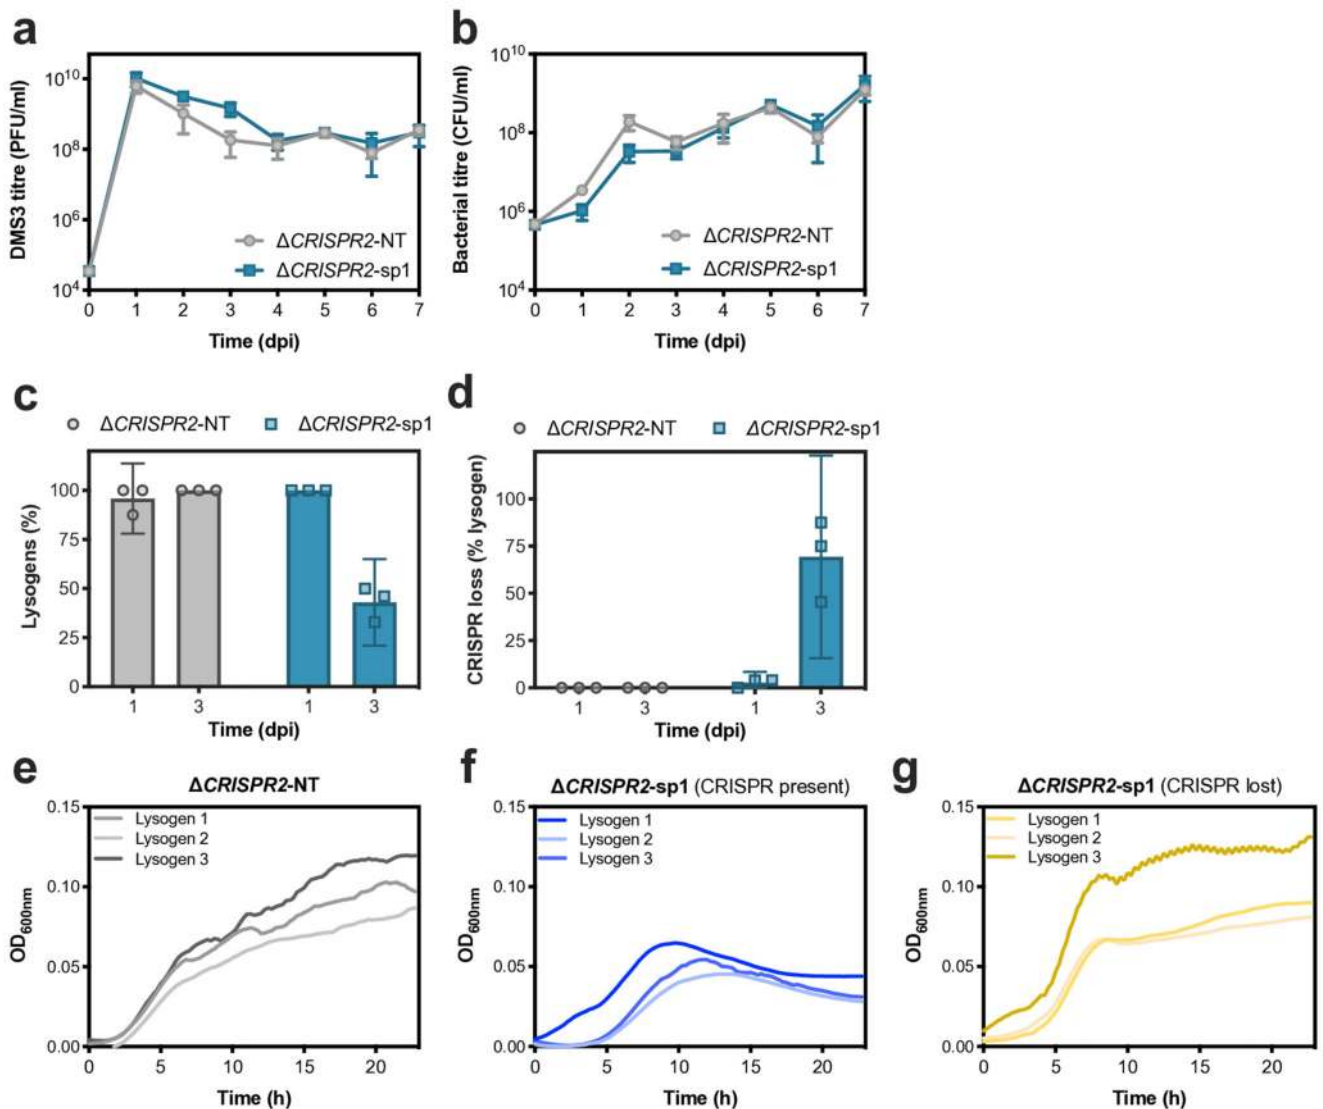 a
DMS3 titre (PFU/ml)
10¹⁰
10⁸
10⁶
10⁴
ΔCRISPR2-NT
ΔCRISPR2-sp1
0 1 2 3 4 5 6 7
Time (dpi)
b
Bacterial titre (CFU/ml)
10¹⁰
10⁸
10⁶
10⁴
ΔCRISPR2-NT
ΔCRISPR2-sp1
0 1 2 3 4 5 6 7
Time (dpi)
c
ΔCRISPR2-NT ΔCRISPR2-sp1
Lysogens (%)
100
75
50
25
0
1 3 1 3
Time (dpi)
d
ΔCRISPR2-NT ΔCRISPR2-sp1
CRISPR loss (% lysogen)
100
75
50
25
0
1 3 1 3
Time (dpi)
e
ΔCRISPR2-NT
OD600nm
0.15
0.10
0.05
0.00
Lysogen 1
Lysogen 2
Lysogen 3
0 5 10 15 20
Time (h)
f
ΔCRISPR2-sp1 (CRISPR present)
OD600nm
0.15
0.10
0.05
0.00
Lysogen 1
Lysogen 2
Lysogen 3
0 5 10 15 20
Time (h)
g
ΔCRISPR2-sp1 (CRISPR lost)
OD600nm
0.15
0.10
0.05
0.00
Lysogen 1
Lysogen 2
Lysogen 3
0 5 10 15 20
Time (h)